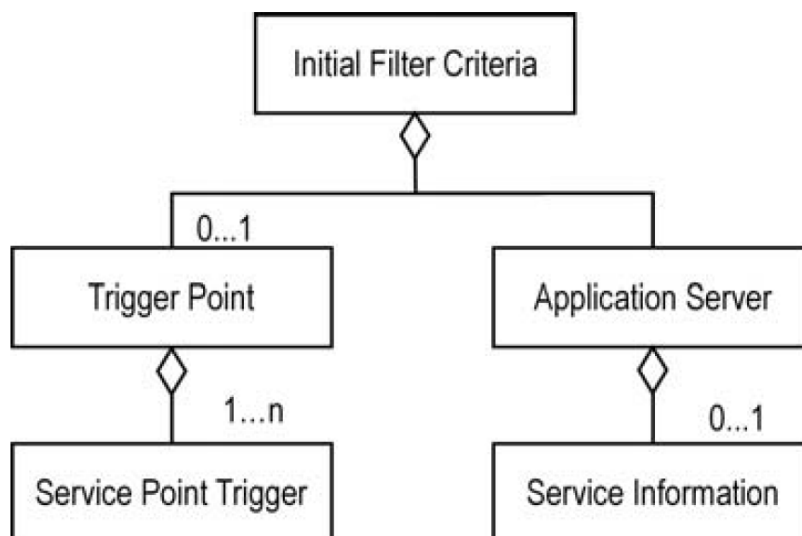 Initial Filter Criteria
0...1
Trigger Point
Application Server
1...n
0...1
Service Point Trigger
Service Information